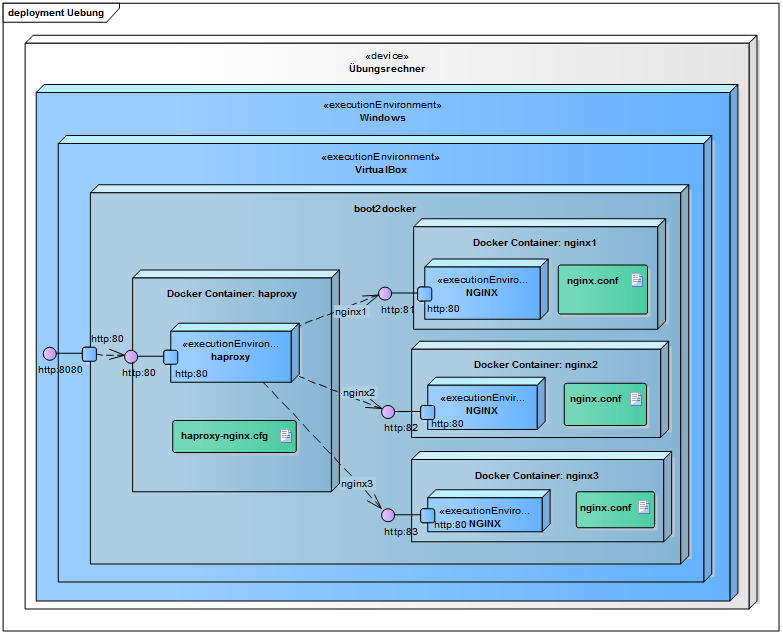 deployment Uebung
«device»
Übungsrechner
«executionEnvironment»
Windows
«executionEnvironment»
VirtualBox
boot2docker
Docker Container: nginx1
«executionEnviro...
NGINX
http:80
nginx.conf
http:81
nginx1
Docker Container: haproxy
«executionEnviron...
haproxy
http:80
http:80
http:80
http:8080
haproxy-nginx.cfg
Docker Container: nginx2
«executionEnvir...
NGINX
http:80
nginx.conf
nginx2
http:82
Docker Container: nginx3
«executionEnviro...
http:80 NGINX
nginx.conf
nginx3
http:83